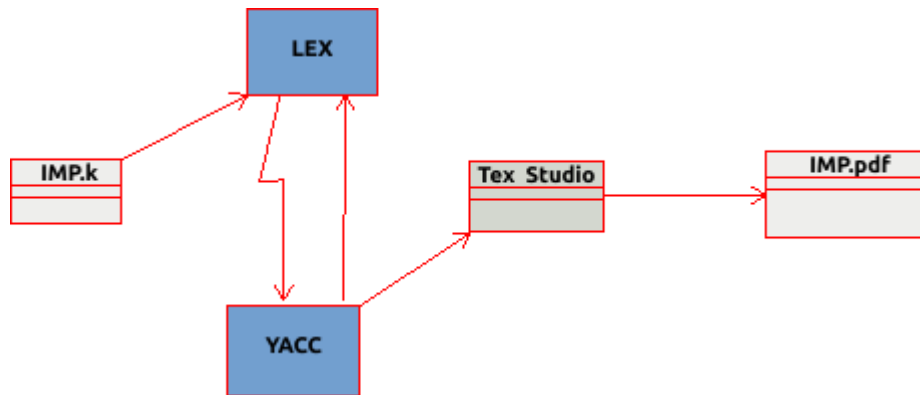 LEX
IMP.k
Tex Studio
IMP.pdf
YACC